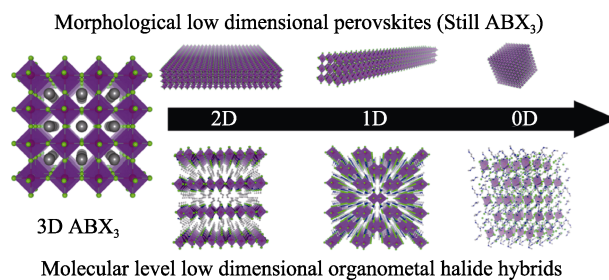 Morphological low dimensional perovskites (Still ABX₃)
2D 1D 0D
3D ABX₃
Molecular level low dimensional organometal halide hybrids